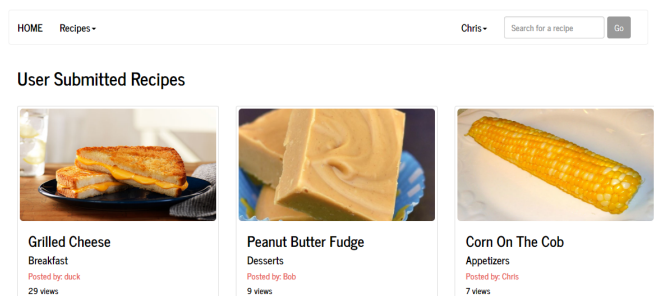 HOME Recipes Chris Search for a recipe Go
User Submitted Recipes
Grilled Cheese
Breakfast
Posted by: duck
29 views
Peanut Butter Fudge
Desserts
Posted by: Bob
9 views
Corn On The Cob
Appetizers
Posted by: Chris
7 views